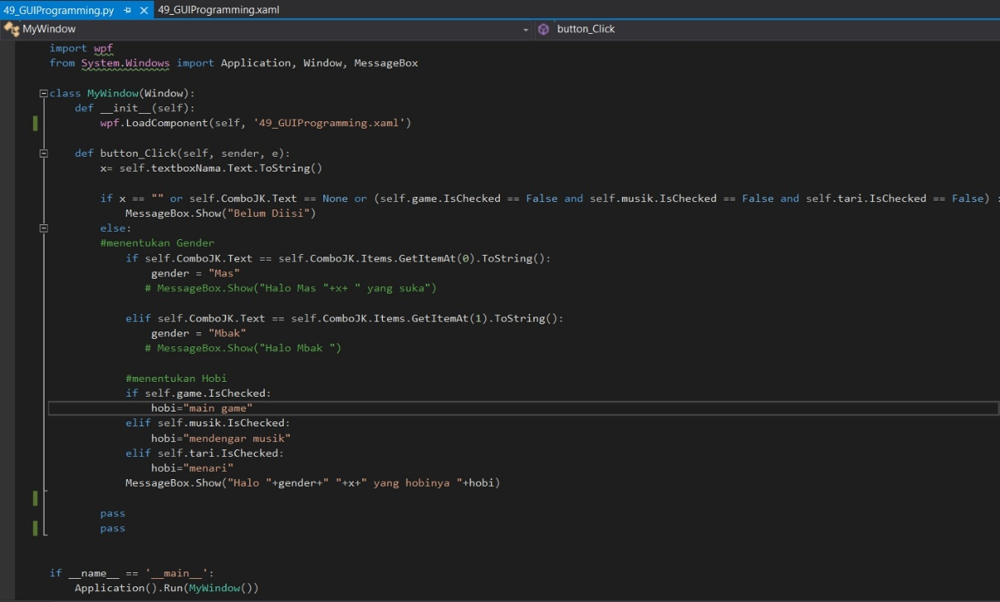 49_GUIProgramming.py 49_GUIProgramming.xaml
MyWindow button_Click
import wpf
from System.Windows import Application, Window, MessageBox
class MyWindow(Window):
    def __init__(self):
        wpf.LoadComponent(self, '49_GUIProgramming.xaml')
    def button_Click(self, sender, e):
        x= self.textboxNama.Text.ToString()
        if x == "" or self.ComboJK.Text == None or (self.game.IsChecked == False and self.musik.IsChecked == False and self.tari.IsChecked == False) :
            MessageBox.Show("Belum Diisi")
        else:
        #menentukan Gender
            if self.ComboJK.Text == self.ComboJK.Items.GetItemAt(0).ToString():
                gender = "Mas"
               # MessageBox.Show("Halo Mas "+x+ " yang suka")
            elif self.ComboJK.Text == self.ComboJK.Items.GetItemAt(1).ToString():
                gender = "Mbak"
               # MessageBox.Show("Halo Mbak ")
            #menentukan Hobi
            if self.game.IsChecked:
                hobi="main game"
            elif self.musik.IsChecked:
                hobi="mendengar musik"
            elif self.tari.IsChecked:
                hobi="menari"
            MessageBox.Show("Halo "+gender+" "+x+" yang hobinya "+hobi)
        pass
        pass
if __name__ == '__main__':
    Application().Run(MyWindow())